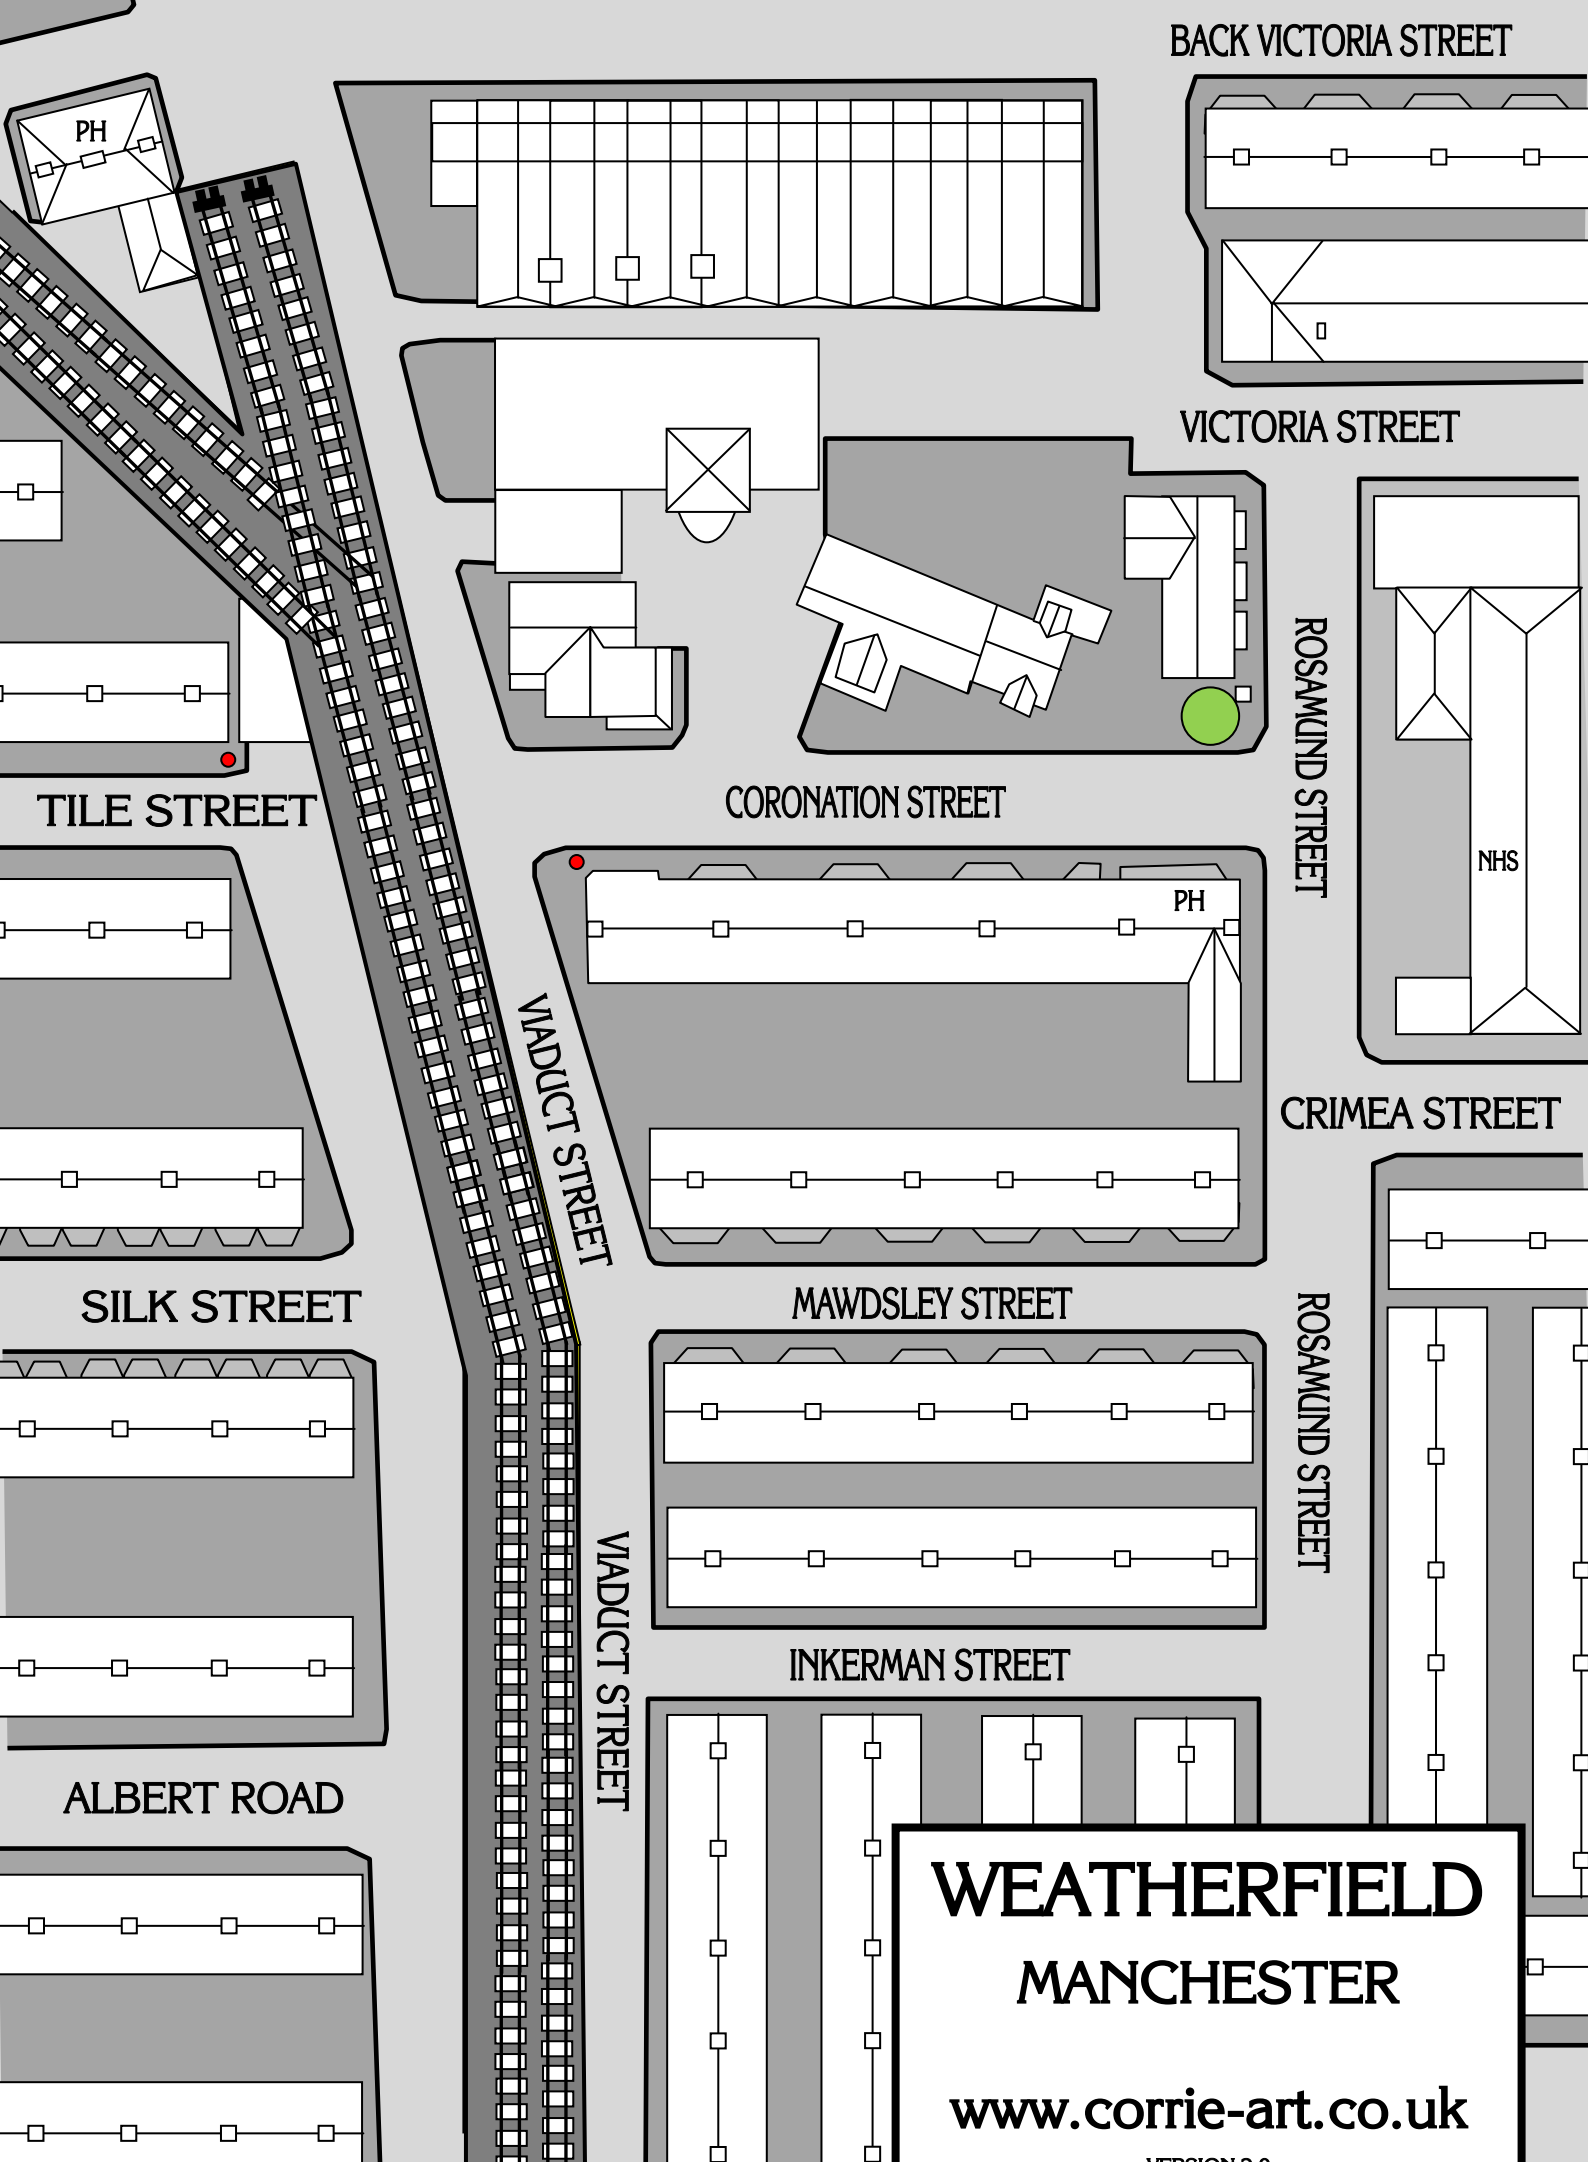 BACK VICTORIA STREET
PH
VICTORIA STREET
ROSAMUND STREET
TILE STREET
CORONATION STREET
NHS
PH
VIADUCT STREET
CRIMEA STREET
SILK STREET
MAWDSLEY STREET
ROSAMUND STREET
VIADUCT STREET
INKERMAN STREET
ALBERT ROAD
WEATHERFIELD
MANCHESTER
www.corrie-art.co.uk